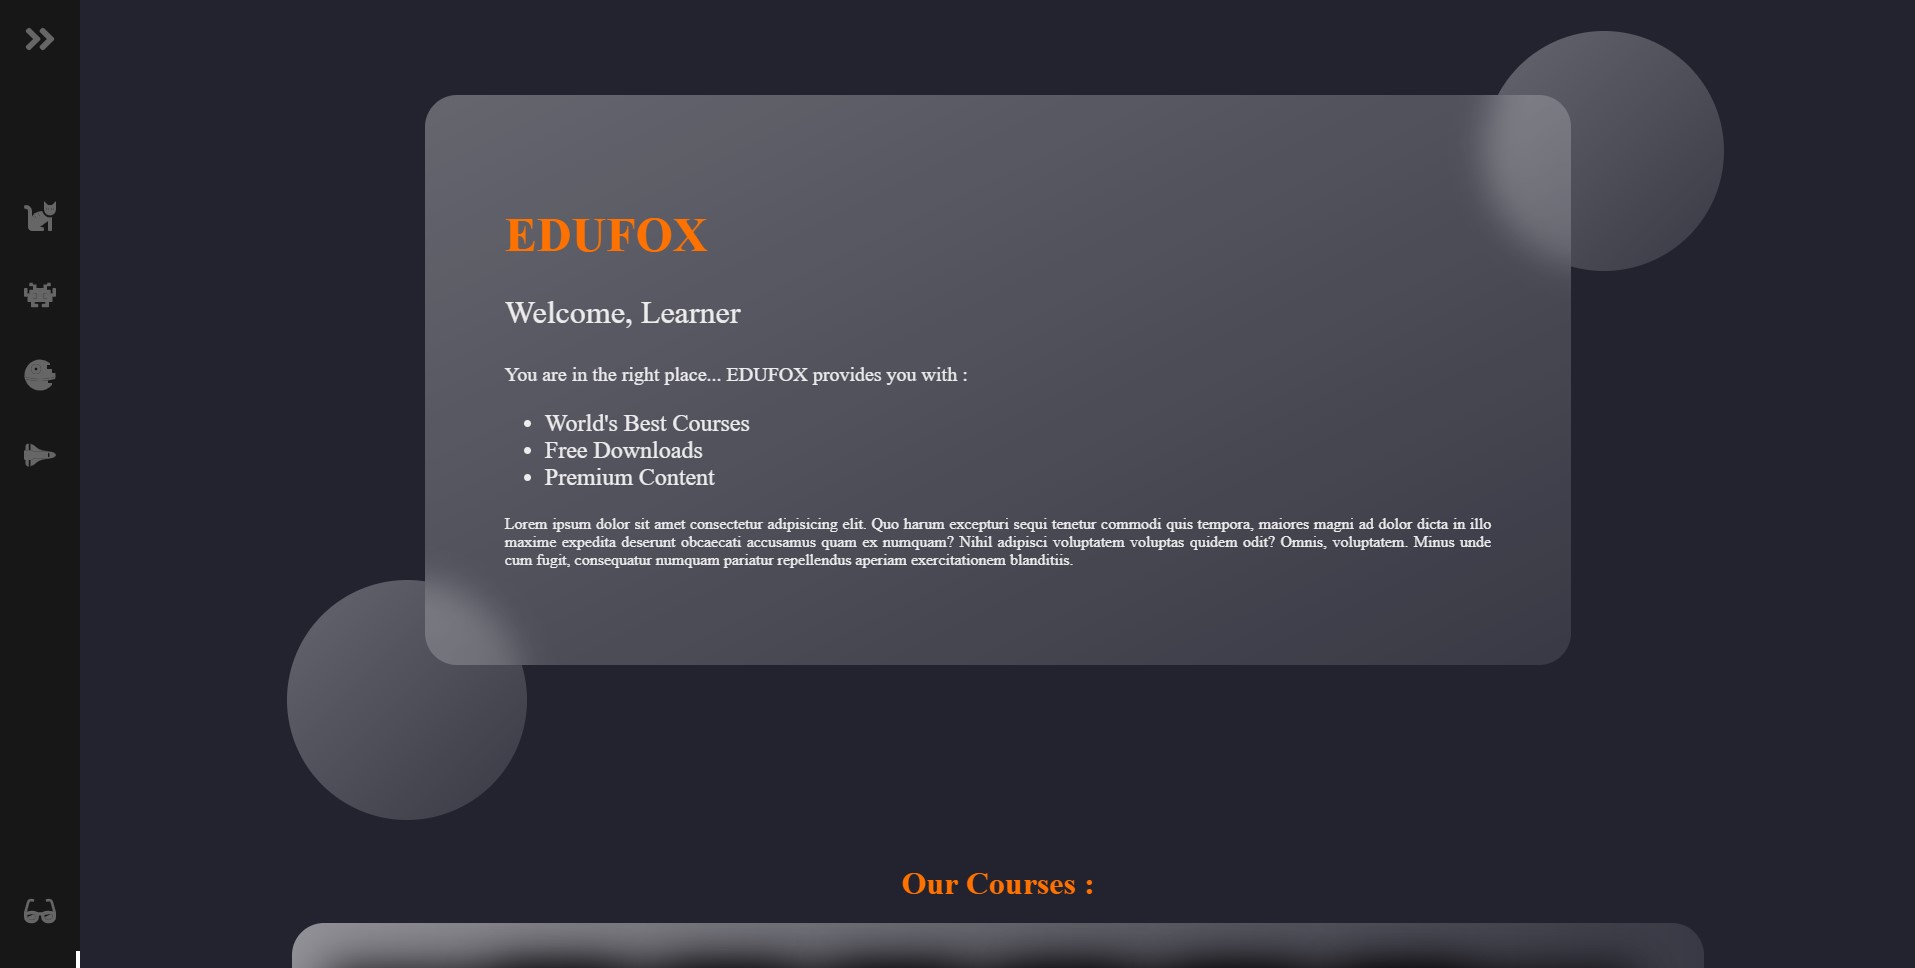 EDUFOX
Welcome, Learner
You are in the right place... EDUFOX provides you with :
World's Best Courses
Free Downloads
Premium Content
Lorem ipsum dolor sit amet consectetur adipisicing elit. Quo harum excepturi sequi tenetur commodi quis tempora, maiores magni ad dolor dicta in illo
maxime expedita deserunt obcaecati accusamus quam ex numquam? Nihil adipisci voluptatem voluptas quidem odit? Omnis, voluptatem. Minus unde
cum fugit, consequatur numquam pariatur repellendus aperiam exercitationem blanditiis.
Our Courses :